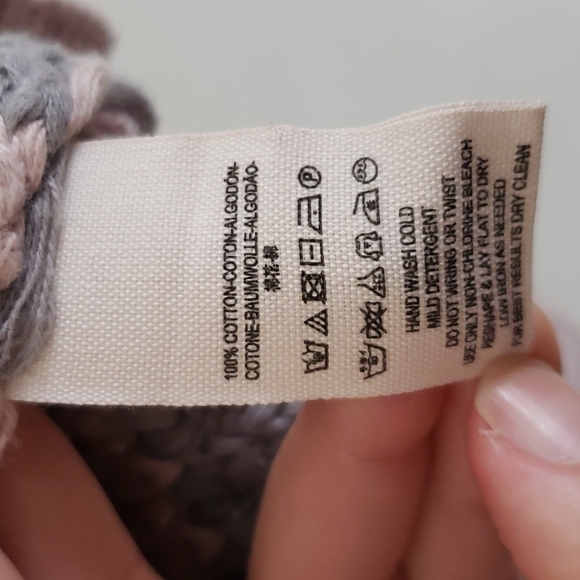 100% COTTON-COTON-ALGODÓN-
COTONE-BAUMWOLLE-ALGODÃO-
棉花-綿
P
HAND WASH COLD
MILD DETERGENT
DO NOT WRING OR TWIST
USE ONLY NON-CHLORINE BLEACH
RESHAPE & LAY FLAT TO DRY
LOW IRON AS NEEDED
FOR BEST RESULTS DRY CLEAN